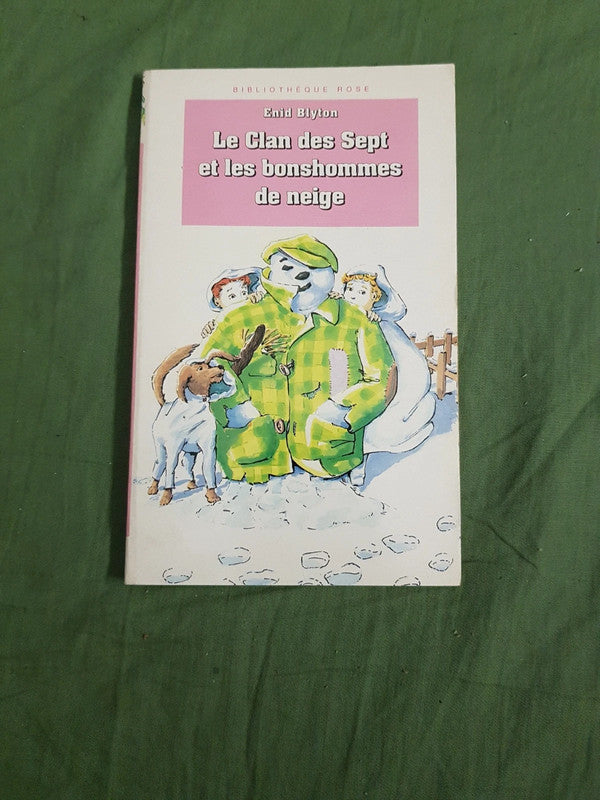 BIBLIOTHÈQUE ROSE
Enid Blyton
Le Clan des Sept
et les bonshommes
de neige